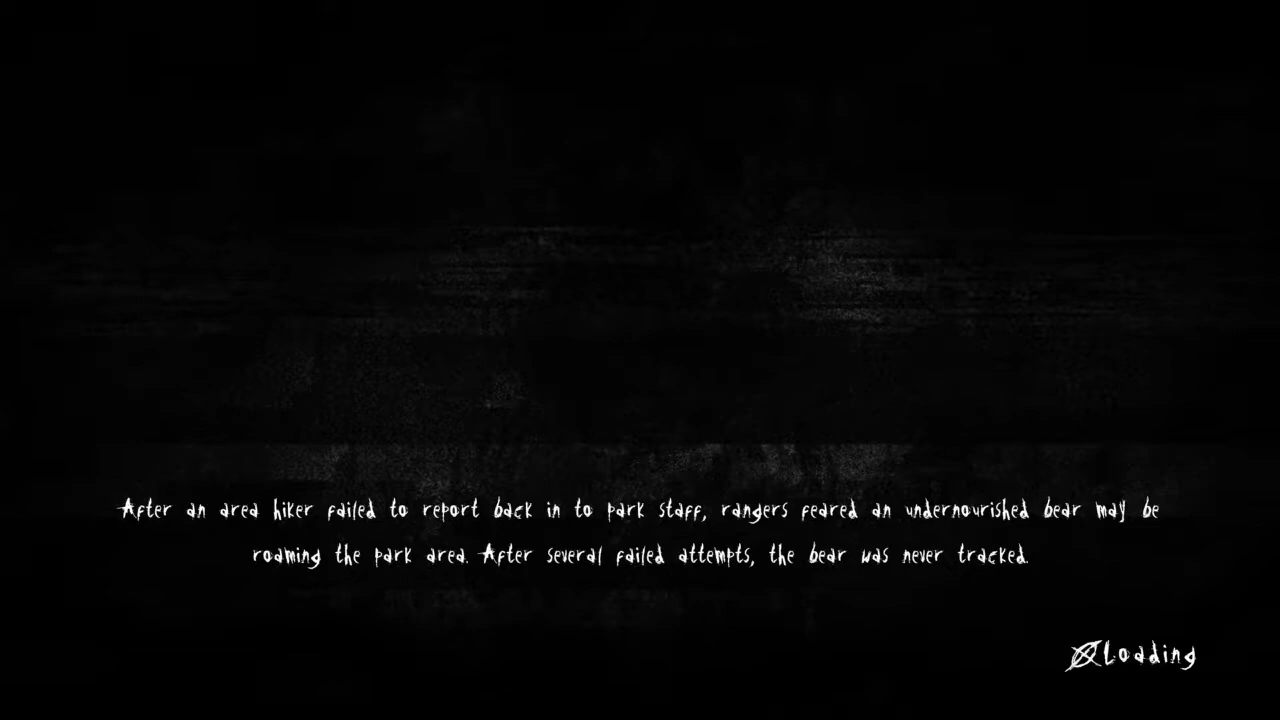 After an area hiker failed to report back in to park staff, rangers feared an undernourished bear may be
roaming the park area. After several failed attempts, the bear was never tracked.
Loading